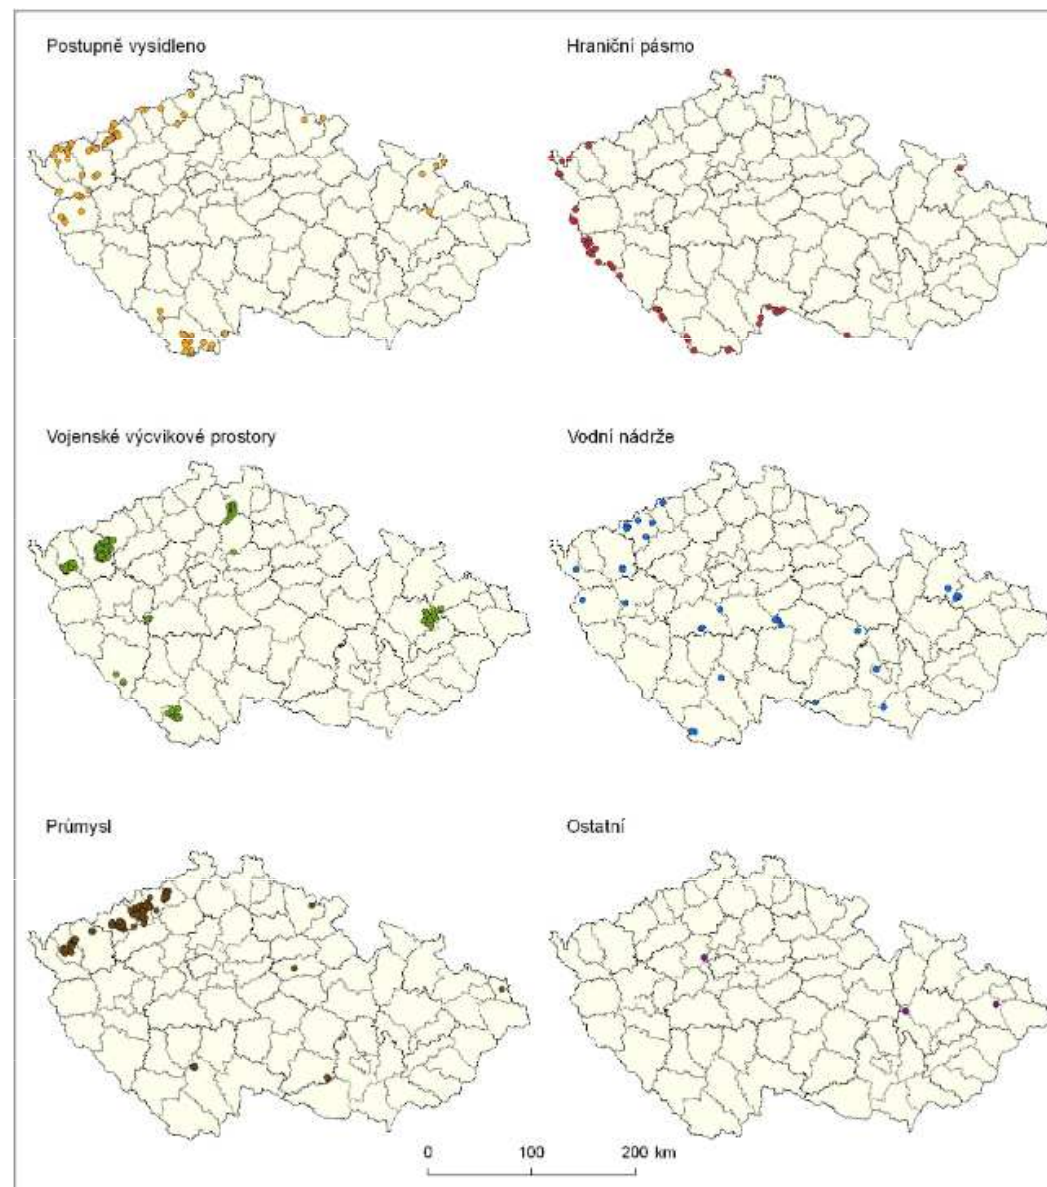 Postupně vysídleno
Hraniční pásmo
Vojenské výcvikové prostory
Vodní nádrže
Průmysl
Ostatní
0 100 200 km